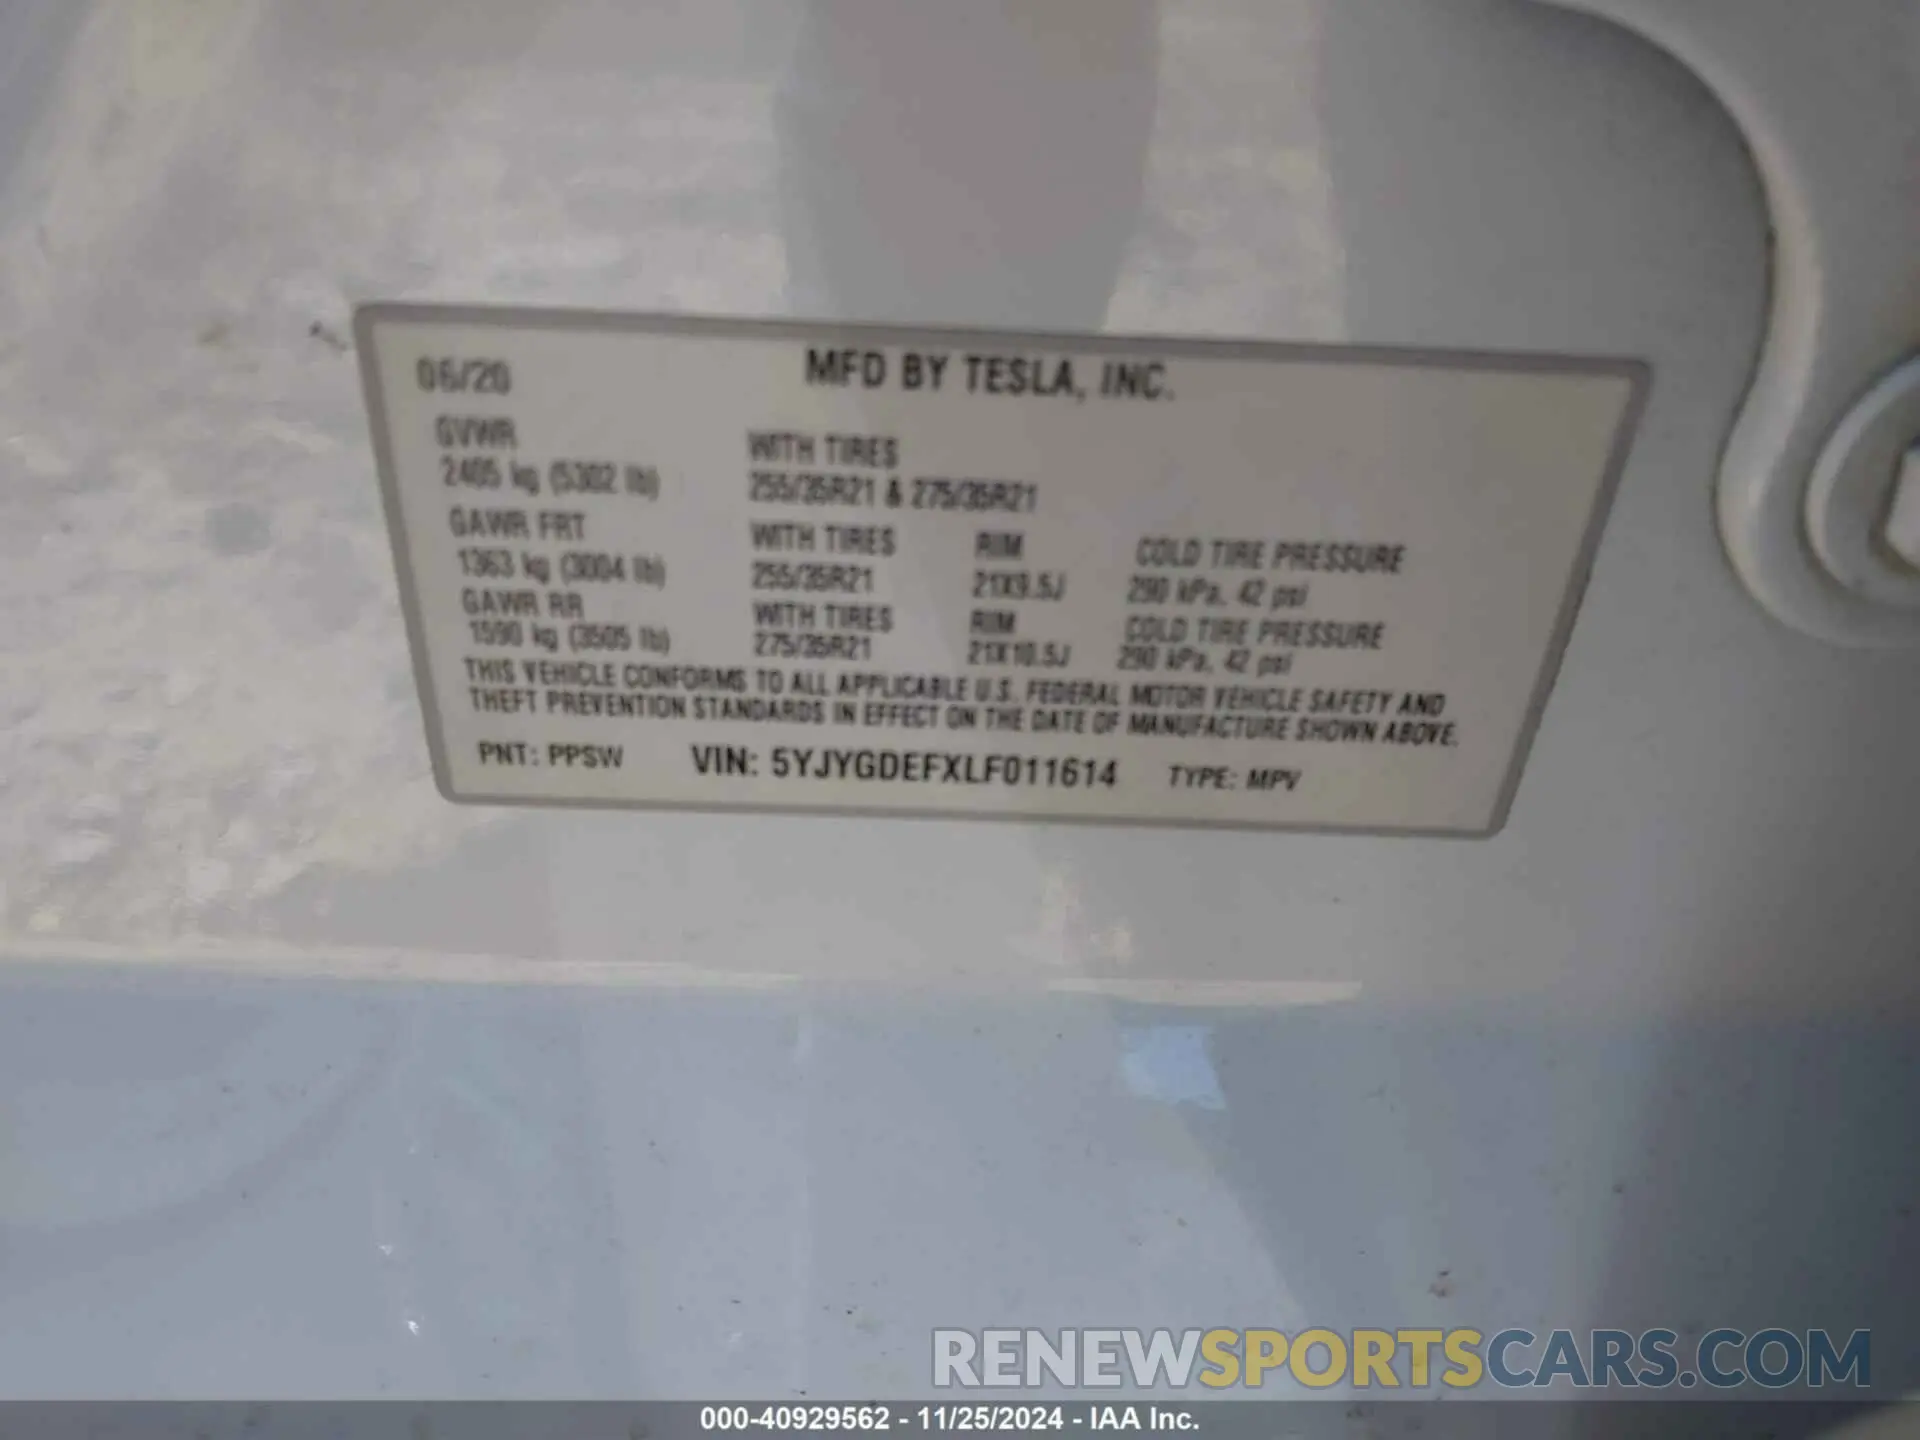 06/20 MFD BY TESLA, INC.
GVWR WITH TIRES
2405 kg (5302 lb) 255/35R21 & 275/35R21
GAWR FRT WITH TIRES RIM COLD TIRE PRESSURE
1363 kg (3004 lb) 255/35R21 21X9.5J 290 kPa, 42 psi
GAWR RR WITH TIRES RIM COLD TIRE PRESSURE
1590 kg (3505 lb) 275/35R21 21X10.5J 290 kPa, 42 psi
THIS VEHICLE CONFORMS TO ALL APPLICABLE U.S. FEDERAL MOTOR VEHICLE SAFETY AND
THEFT PREVENTION STANDARDS IN EFFECT ON THE DATE OF MANUFACTURE SHOWN ABOVE.
PNT: PPSW VIN: 5YJYGDEFXLF011614 TYPE: MPV
RENEWSPORTSCARS.COM
000-40929562 - 11/25/2024 - IAA Inc.